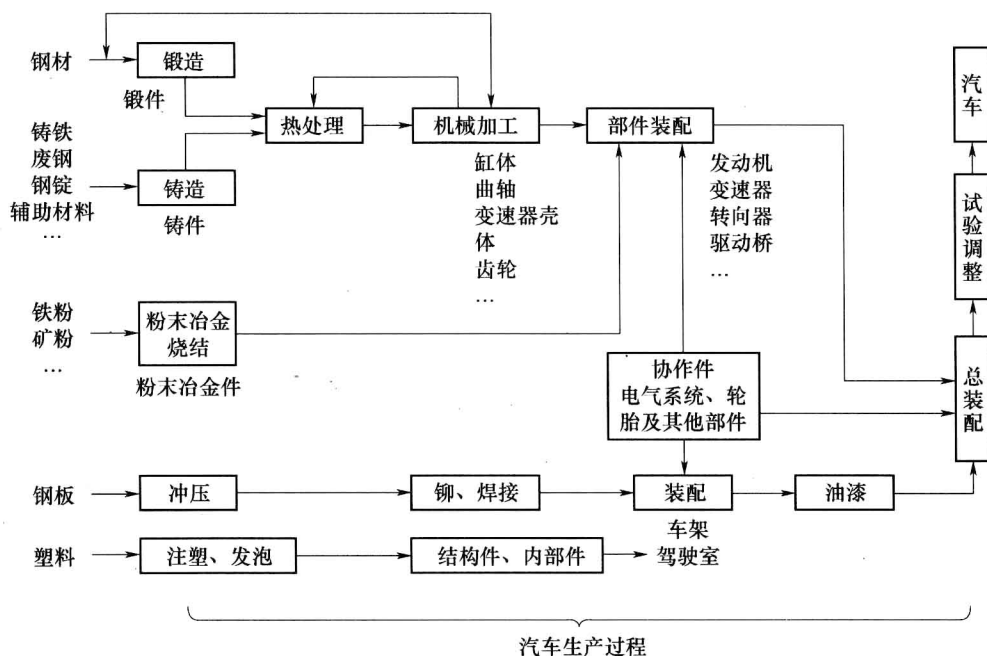 钢材
锻造
锻件
热处理
机械加工
部件装配
铸铁
废钢
钢锭
辅助材料
…
铸造
铸件
缸体
曲轴
变速器壳
体
齿轮
…
发动机
变速器
转向器
驱动桥
…
汽车
试验调整
总装配
铁粉
矿粉
…
粉末冶金
烧结
粉末冶金件
协作件
电气系统、轮
胎及其他部件
钢板
冲压
铆、焊接
装配
油漆
车架
驾驶室
塑料
注塑、发泡
结构件、内部件
汽车生产过程